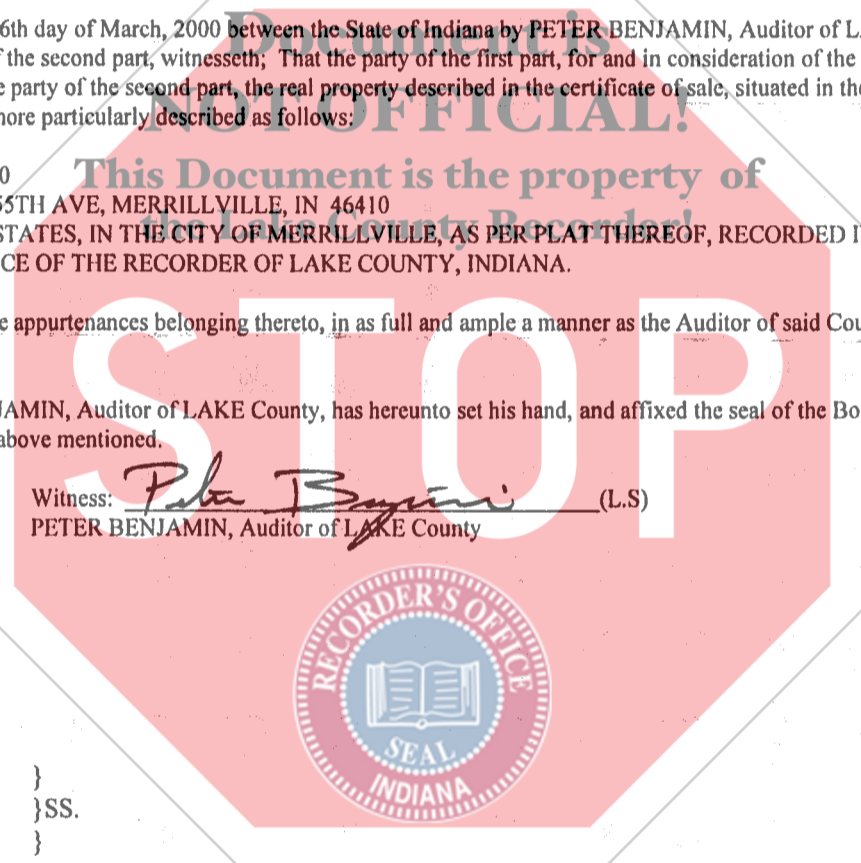 6th day of March, 2000 between the State of Indiana by PETER BENJAMIN, Auditor of LA
Document is
f the second part, witnesseth; That the party of the first part, for and in consideration of the
e party of the second part, the real property described in the certificate of sale, situated in the
NOT OFFICIAL!
more particularly described as follows:
0
This Document is the property of
55TH AVE, MERRILLVILLE, IN 46410
the Lake County Recorder!
STATES, IN THE CITY OF MERRILLVILLE, AS PER PLAT THEREOF, RECORDED I
CE OF THE RECORDER OF LAKE COUNTY, INDIANA.
STOP
e appurtenances belonging thereto, in as full and ample a manner as the Auditor of said Cou
JAMIN, Auditor of LAKE County, has hereunto set his hand, and affixed the seal of the Bo
above mentioned.
Witness: (L.S)
PETER BENJAMIN, Auditor of LAKE County
RECORDER'S OFFICE
SEAL
INDIANA
}
}SS.
}